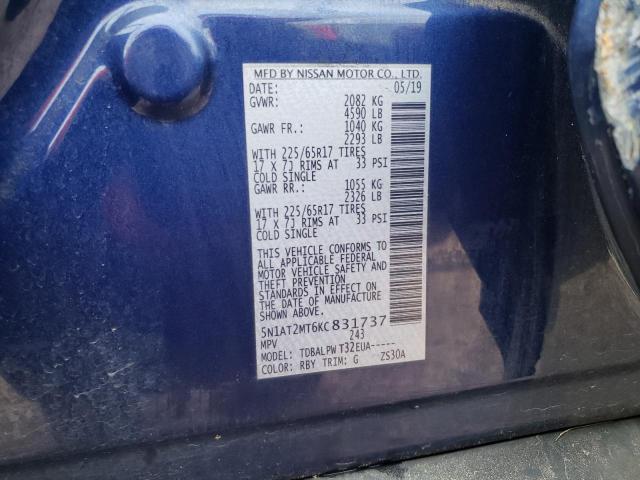 MFD BY NISSAN MOTOR CO., LTD.
DATE: 05/19
GVWR: 2082 KG
4590 LB
GAWR FR.: 1040 KG
2293 LB
WITH 225/65R17 TIRES
17 X 7J RIMS AT 33 PSI
COLD SINGLE
GAWR RR.: 1055 KG
2326 LB
WITH 225/65R17 TIRES
17 X 7J RIMS AT 33 PSI
COLD SINGLE
THIS VEHICLE CONFORMS TO
ALL APPLICABLE FEDERAL
MOTOR VEHICLE SAFETY AND
THEFT PREVENTION
STANDARDS IN EFFECT ON
THE DATE OF MANUFACTURE
SHOWN ABOVE.
5N1AT2MT6KC831737
MPV 243
MODEL: TDBALPW T32EUA-----
COLOR: RBY TRIM: G ZS30A